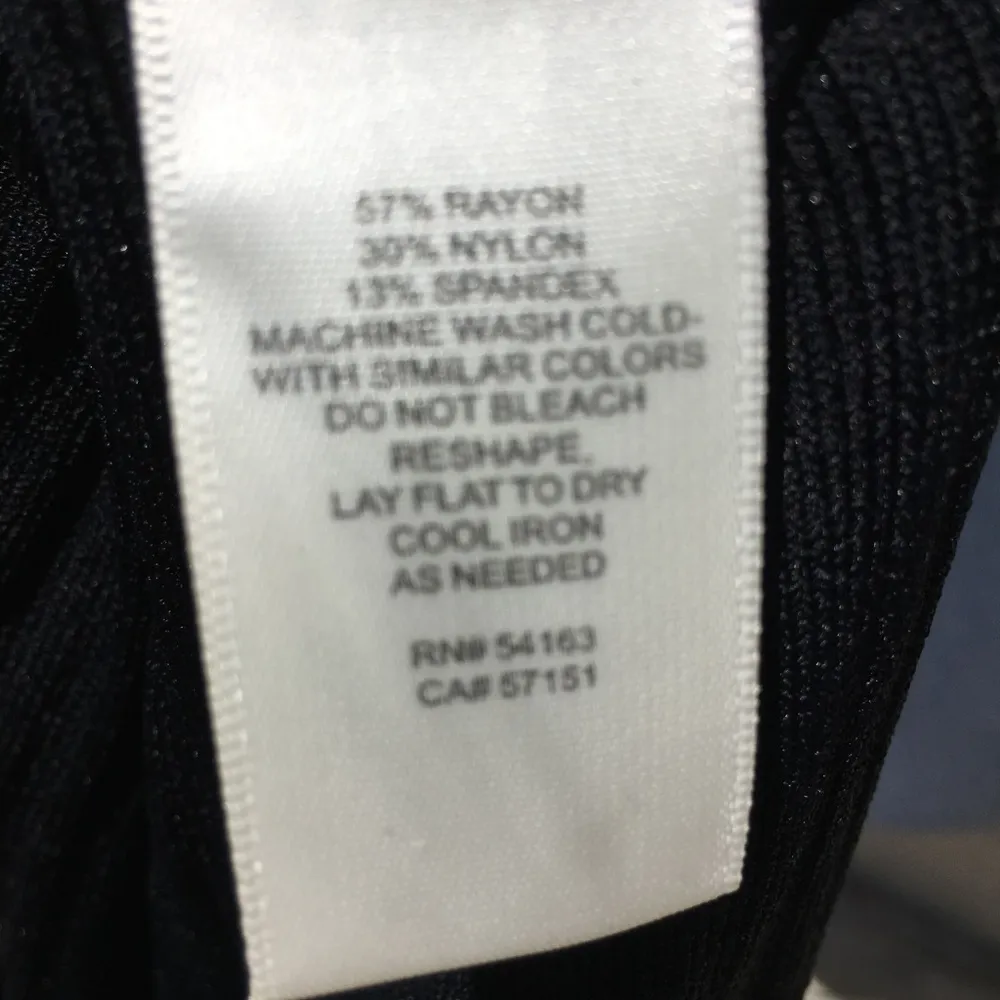 57% RAYON
30% NYLON
13% SPANDEX
MACHINE WASH COLD-
WITH SIMILAR COLORS
DO NOT BLEACH
RESHAPE,
LAY FLAT TO DRY
COOL IRON
AS NEEDED
RN# 54163
CA# 57151